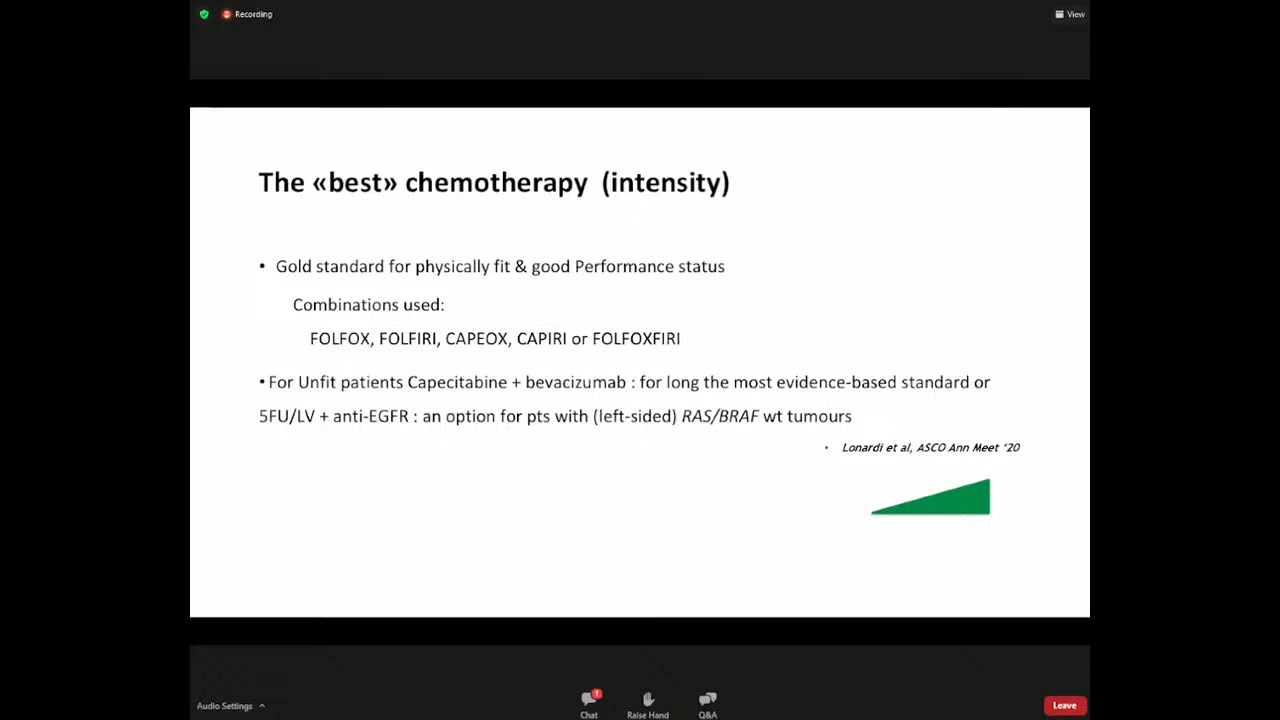 Recording
View
The «best» chemotherapy (intensity)
• Gold standard for physically fit & good Performance status
Combinations used:
FOLFOX, FOLFIRI, CAPEOX, CAPIRI or FOLFOXFIRI
• For Unfit patients Capecitabine + bevacizumab : for long the most evidence-based standard or
5FU/LV + anti-EGFR : an option for pts with (left-sided) RAS/BRAF wt tumours
• Lonardi et al, ASCO Ann Meet ‘20
Audio Settings
1
Chat
Raise Hand
Q&A
Leave